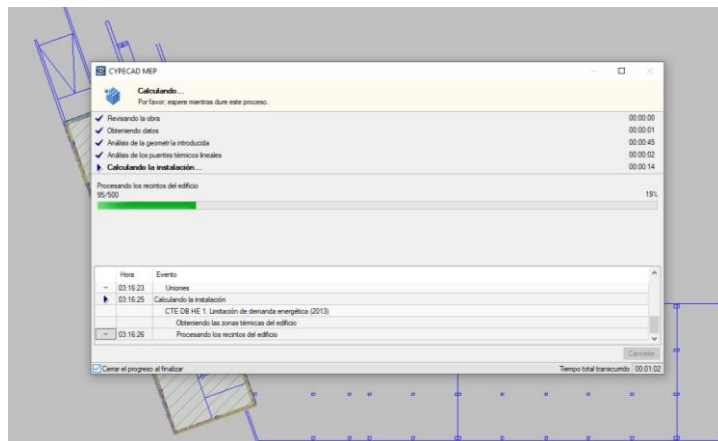 CYPECAD MEP
Calculando...
Por favor, espere mientras dure este proceso.
Revisando la obra 00:00:00
Obteniendo datos 00:00:01
Análisis de la geometría introducida 00:00:45
Análisis de los puentes térmicos lineales 00:00:02
Calculando la instalación... 00:00:14
Procesando los recintos del edificio
95/500 19%
Hora Evento
03:16:23 Uniones
03:16:25 Calculando la instalación
CTE DB HE 1. Limitación de demanda energética (2013)
Obteniendo las zonas térmicas del edificio
03:16:26 Procesando los recintos del edificio
Cancelar
Cerrar el progreso al finalizar Tiempo total transcurrido 00:01:02